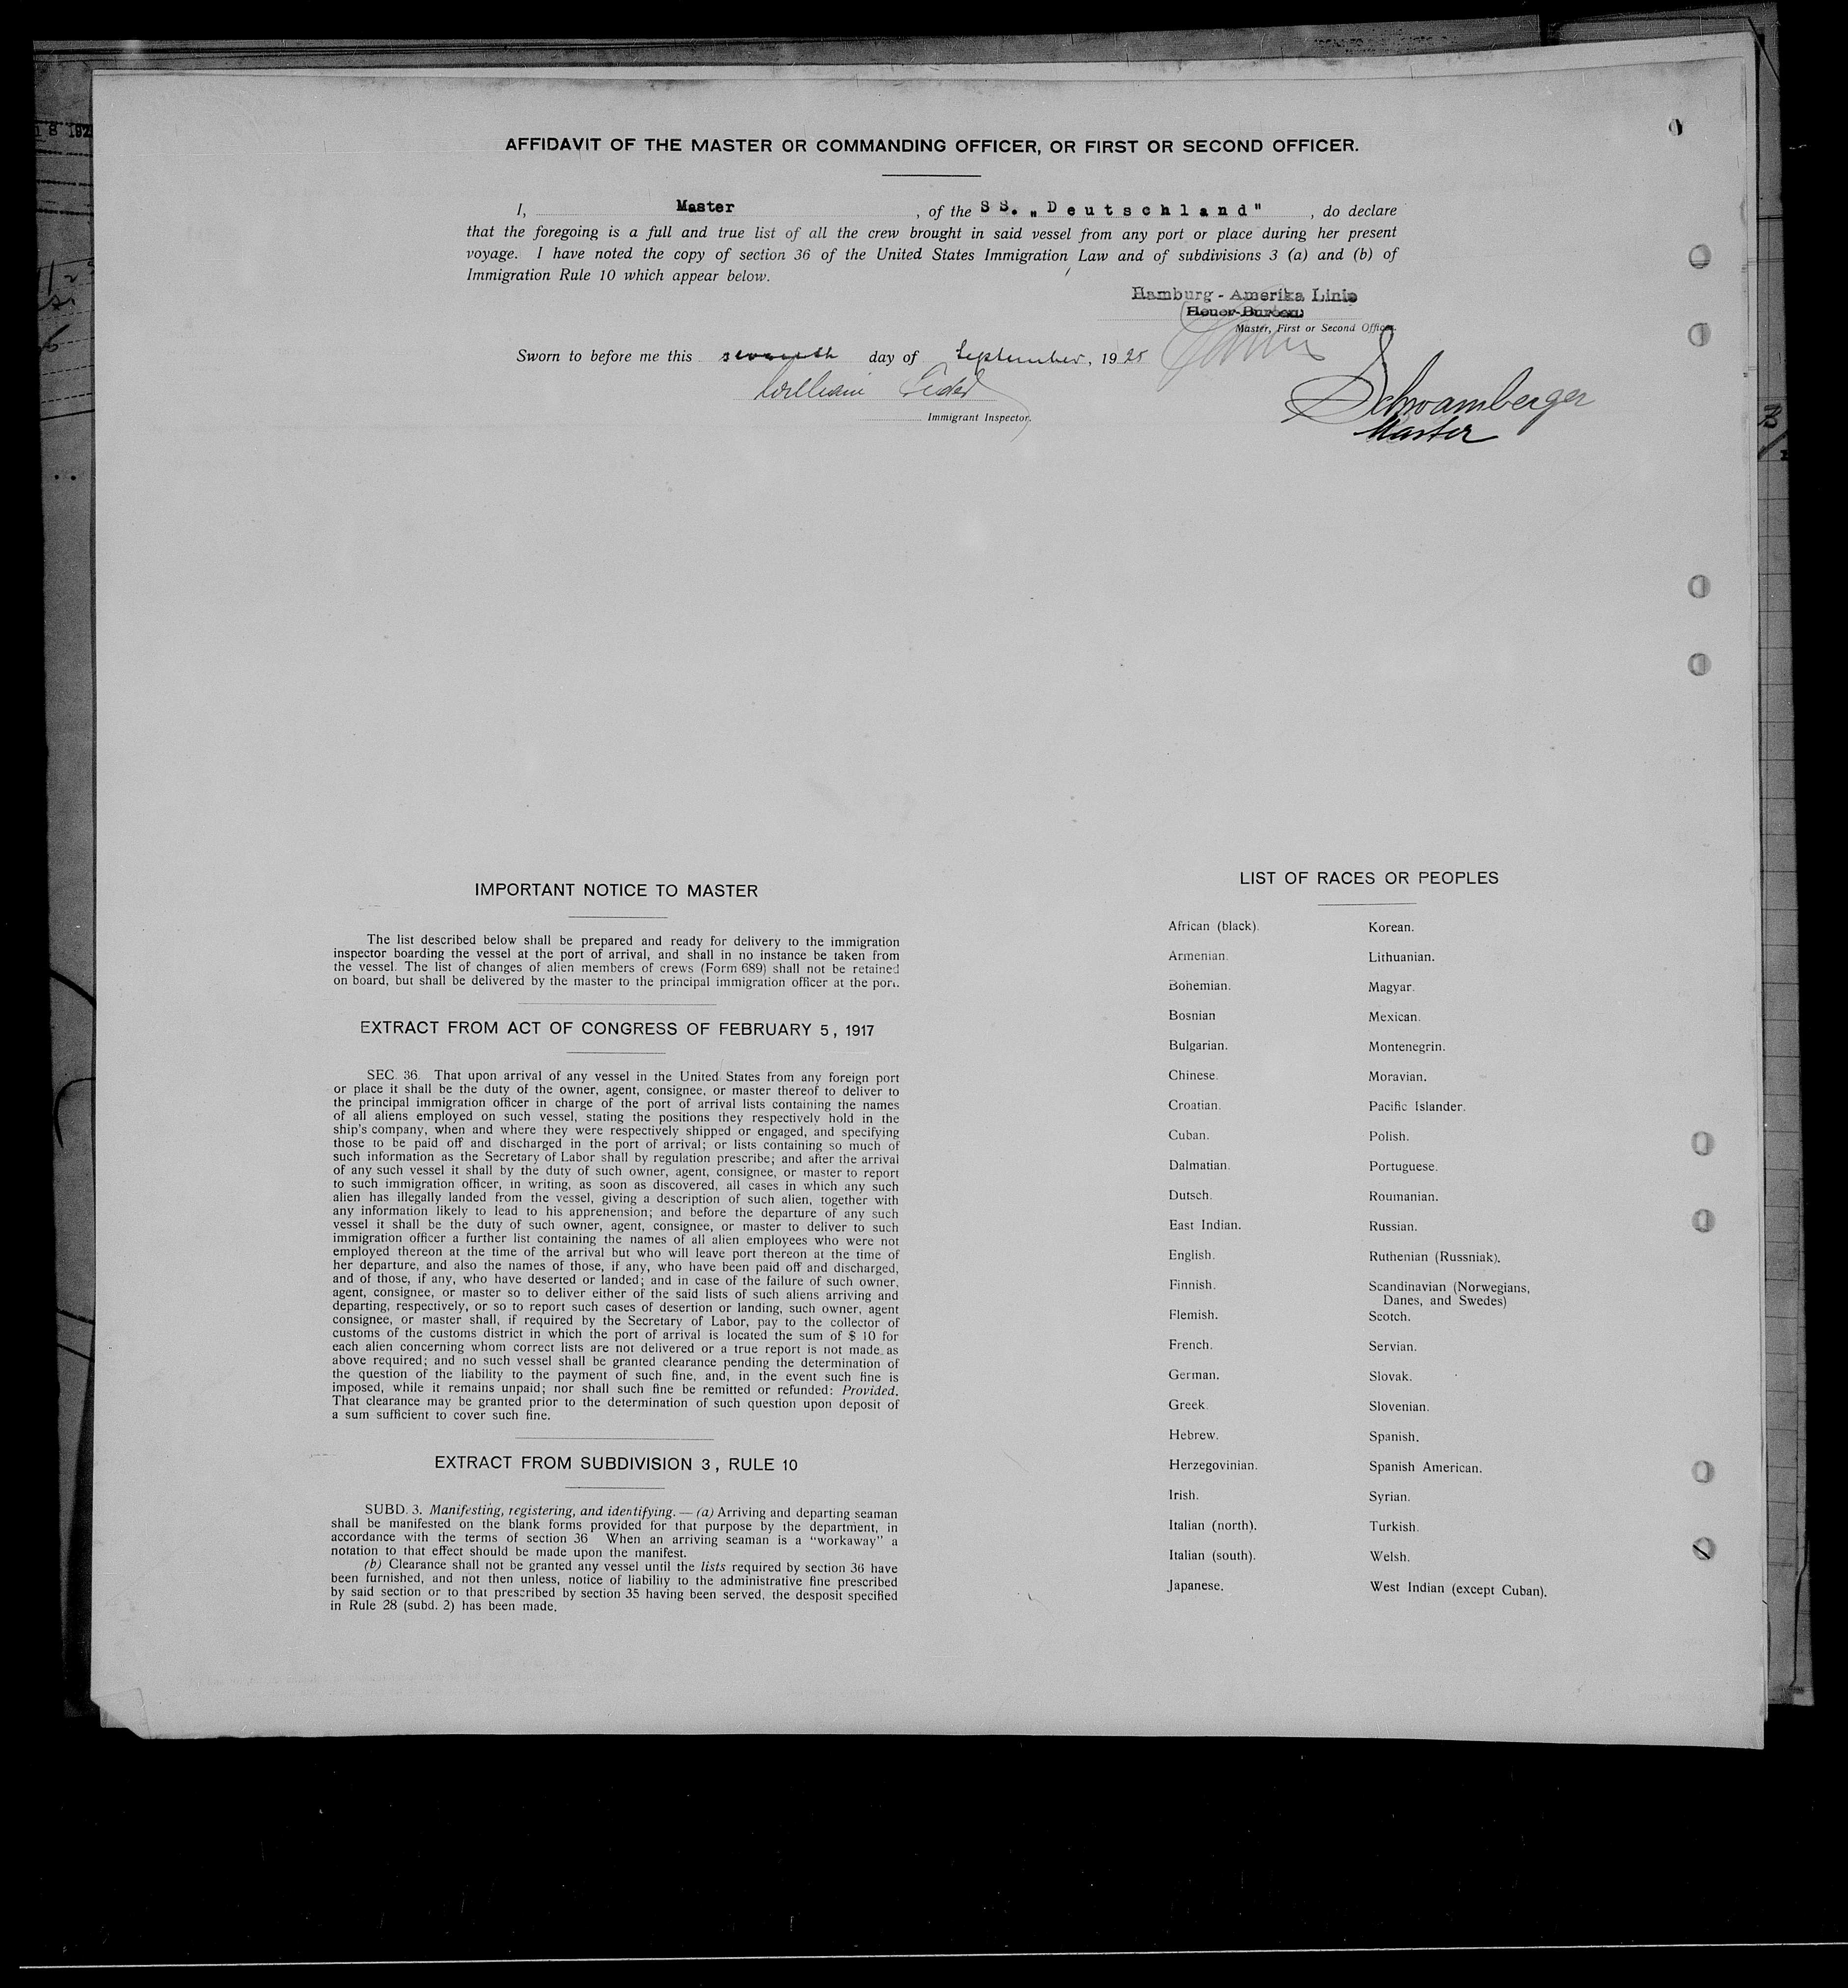 AFFIDAVIT OF THE MASTER OR COMMANDING OFFICER, OR FIRST OR SECOND OFFICER.
I, Master , of the SS. „Deutschland" , do declare
that the foregoing is a full and true list of all the crew brought in said vessel from any port or place during her present
voyage. I have noted the copy of section 36 of the United States Immigration Law and of subdivisions 3 (a) and (b) of
Immigration Rule 10 which appear below.
Hamburg - Amerika Linie
Heuer-Bureau
Master, First or Second Officer.
Sworn to before me this seventh day of September, 1925
William
Schwamberger
Master
Immigrant Inspector.
IMPORTANT NOTICE TO MASTER
The list described below shall be prepared and ready for delivery to the immigration
inspector boarding the vessel at the port of arrival, and shall in no instance be taken from
the vessel. The list of changes of alien members of crews (Form 689) shall not be retained
on board, but shall be delivered by the master to the principal immigration officer at the port.
EXTRACT FROM ACT OF CONGRESS OF FEBRUARY 5, 1917
SEC. 36. That upon arrival of any vessel in the United States from any foreign port
or place it shall be the duty of the owner, agent, consignee, or master thereof to deliver to
the principal immigration officer in charge of the port of arrival lists containing the names
of all aliens employed on such vessel, stating the positions they respectively hold in the
ship's company, when and where they were respectively shipped or engaged, and specifying
those to be paid off and discharged in the port of arrival; or lists containing so much of
such information as the Secretary of Labor shall by regulation prescribe; and after the arrival
of any such vessel it shall by the duty of such owner, agent, consignee, or master to report
to such immigration officer, in writing, as soon as discovered, all cases in which any such
alien has illegally landed from the vessel, giving a description of such alien, together with
any information likely to lead to his apprehension; and before the departure of any such
vessel it shall be the duty of such owner, agent, consignee, or master to deliver to such
immigration officer a further list containing the names of all alien employees who were not
employed thereon at the time of the arrival but who will leave port thereon at the time of
her departure, and also the names of those, if any, who have been paid off and discharged,
and of those, if any, who have deserted or landed; and in case of the failure of such owner,
agent, consignee, or master so to deliver either of the said lists of such aliens arriving and
departing, respectively, or so to report such cases of desertion or landing, such owner, agent
consignee, or master shall, if required by the Secretary of Labor, pay to the collector of
customs of the customs district in which the port of arrival is located the sum of $ 10 for
each alien concerning whom correct lists are not delivered or a true report is not made as
above required; and no such vessel shall be granted clearance pending the determination of
the question of the liability to the payment of such fine, and, in the event such fine is
imposed, while it remains unpaid; nor shall such fine be remitted or refunded: Provided.
That clearance may be granted prior to the determination of such question upon deposit of
a sum sufficient to cover such fine.
EXTRACT FROM SUBDIVISION 3, RULE 10
SUBD. 3. Manifesting, registering, and identifying. — (a) Arriving and departing seaman
shall be manifested on the blank forms provided for that purpose by the department, in
accordance with the terms of section 36 When an arriving seaman is a "workaway" a
notation to that effect should be made upon the manifest.
(b) Clearance shall not be granted any vessel until the lists required by section 36 have
been furnished, and not then unless, notice of liability to the administrative fine prescribed
by said section or to that prescribed by section 35 having been served, the desposit specified
in Rule 28 (subd. 2) has been made.
LIST OF RACES OR PEOPLES
African (black).
Armenian.
Bohemian.
Bosnian
Bulgarian.
Chinese.
Croatian.
Cuban.
Dalmatian.
Dutsch.
East Indian.
English.
Finnish.
Flemish.
French.
German.
Greek.
Hebrew.
Herzegovinian.
Irish.
Italian (north).
Italian (south).
Japanese.
Korean.
Lithuanian.
Magyar.
Mexican.
Montenegrin.
Moravian.
Pacific Islander.
Polish.
Portuguese.
Roumanian.
Russian.
Ruthenian (Russniak).
Scandinavian (Norwegians,
Danes, and Swedes)
Scotch.
Servian.
Slovak.
Slovenian.
Spanish.
Spanish American.
Syrian.
Turkish.
Welsh.
West Indian (except Cuban).